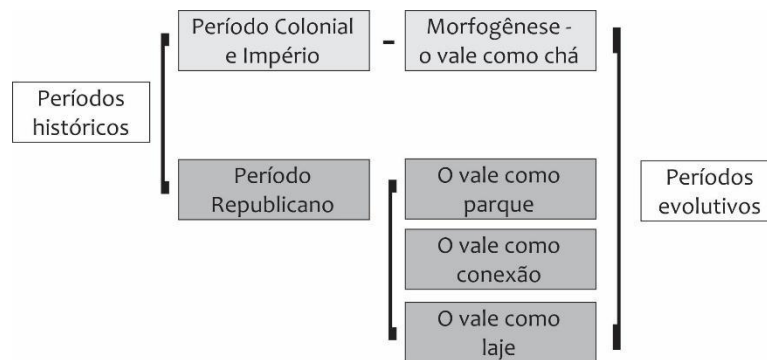 Períodos
históricos
Período Colonial
e Império
Morfogênese -
o vale como chá
Período
Republicano
O vale como
parque
O vale como
conexão
O vale como
laje
Períodos
evolutivos